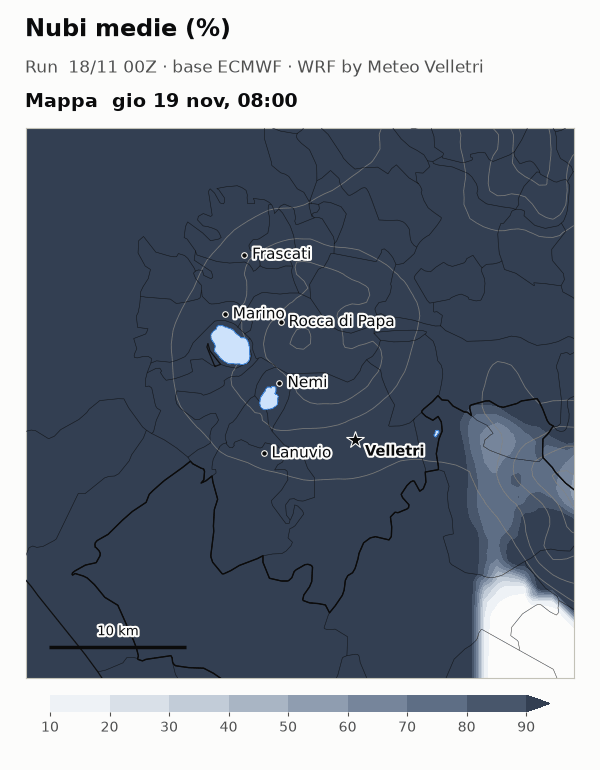 Nubi medie (%)
Run  18/11 00Z · base ECMWF · WRF by Meteo Velletri
Mappa  gio 19 nov, 08:00
Frascati
Marino
Rocca di Papa
Nemi
Velletri
Lanuvio
10 km
10 20 30 40 50 60 70 80 90